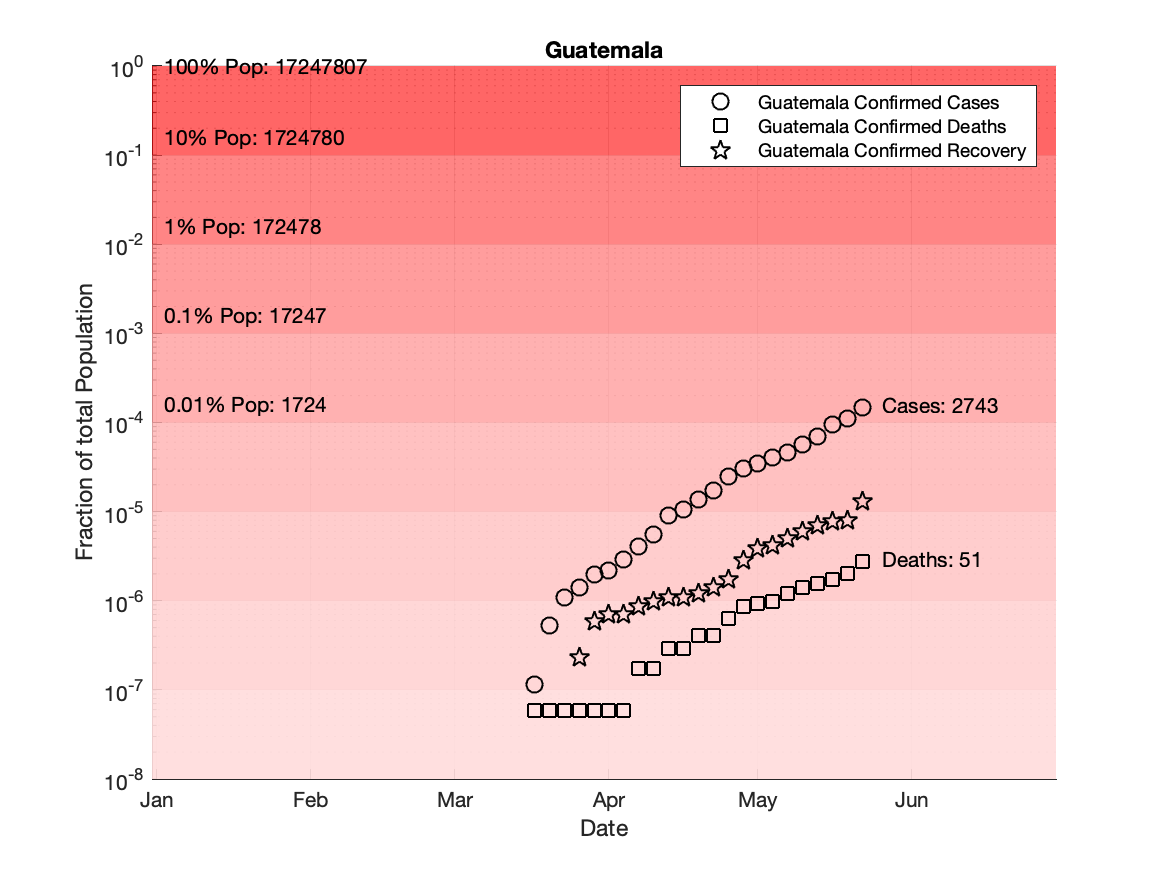 Guatemala
10^0
100% Pop: 17247807
Guatemala Confirmed Cases
Guatemala Confirmed Deaths
Guatemala Confirmed Recovery
10% Pop: 1724780
10^-1
1% Pop: 172478
10^-2
0.1% Pop: 17247
10^-3
0.01% Pop: 1724
Cases: 2743
10^-4
10^-5
Deaths: 51
10^-6
10^-7
10^-8
Fraction of total Population
Jan Feb Mar Apr May Jun
Date